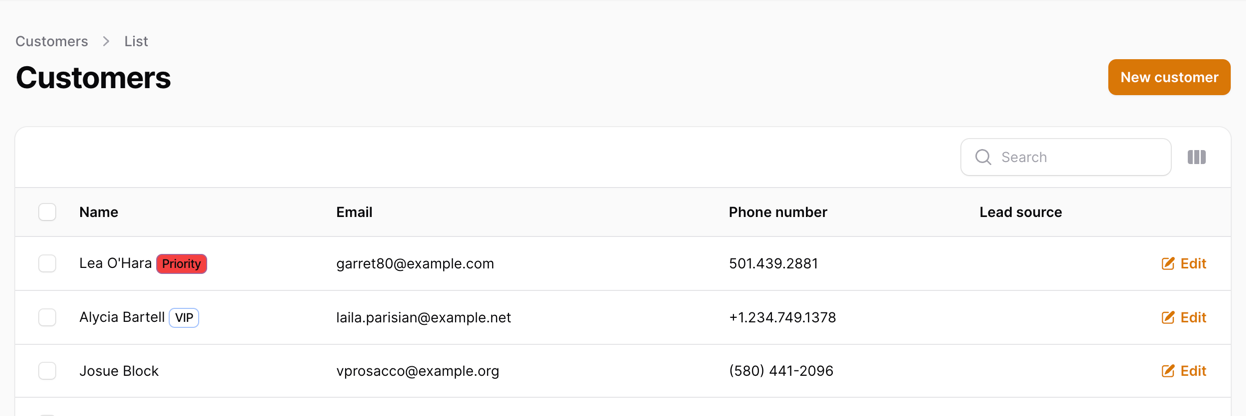 Customers > List
Customers
New customer
Search
Name Email Phone number Lead source
Lea O'Hara Priority garret80@example.com 501.439.2881 Edit
Alycia Bartell VIP laila.parisian@example.net +1.234.749.1378 Edit
Josue Block vprosacco@example.org (580) 441-2096 Edit